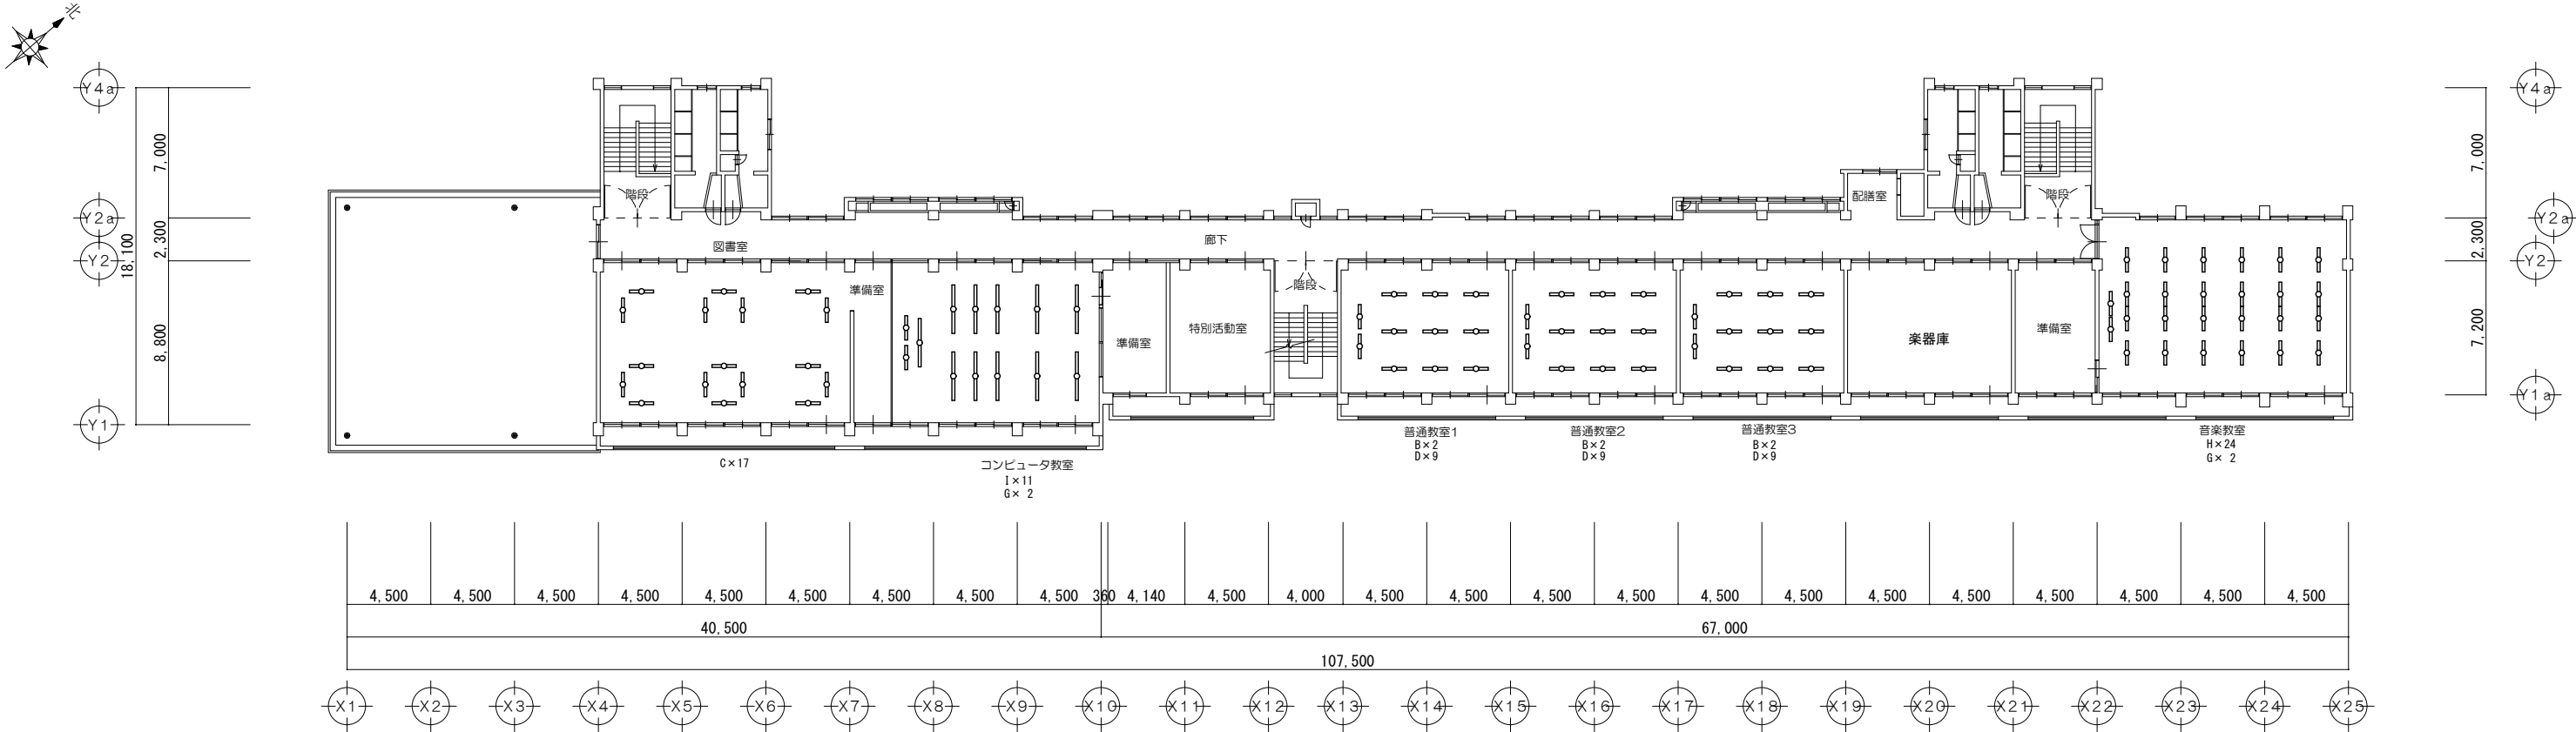 北
Y4a
Y4a
7,000
7,000
階段
階段
配膳室
Y2a
Y2a
18,100
2,300
2,300
図書室
廊下
Y2
Y2
準備室
階段
8,800
7,200
準備室
特別活動室
楽器庫
準備室
Y1a
Y1
普通教室1
B×2
D×9
普通教室2
B×2
D×9
普通教室3
B×2
D×9
音楽教室
H×24
G× 2
C×17
コンピュータ教室
I×11
G× 2
4,500 4,500 4,500 4,500 4,500 4,500 4,500 4,500 4,500 360 4,140 4,500 4,000 4,500 4,500 4,500 4,500 4,500 4,500 4,500 4,500 4,500 4,500 4,500 4,500
40,500 67,000
107,500
X1 X2 X3 X4 X5 X6 X7 X8 X9 X10 X11 X12 X13 X14 X15 X16 X17 X18 X19 X20 X21 X22 X23 X24 X25